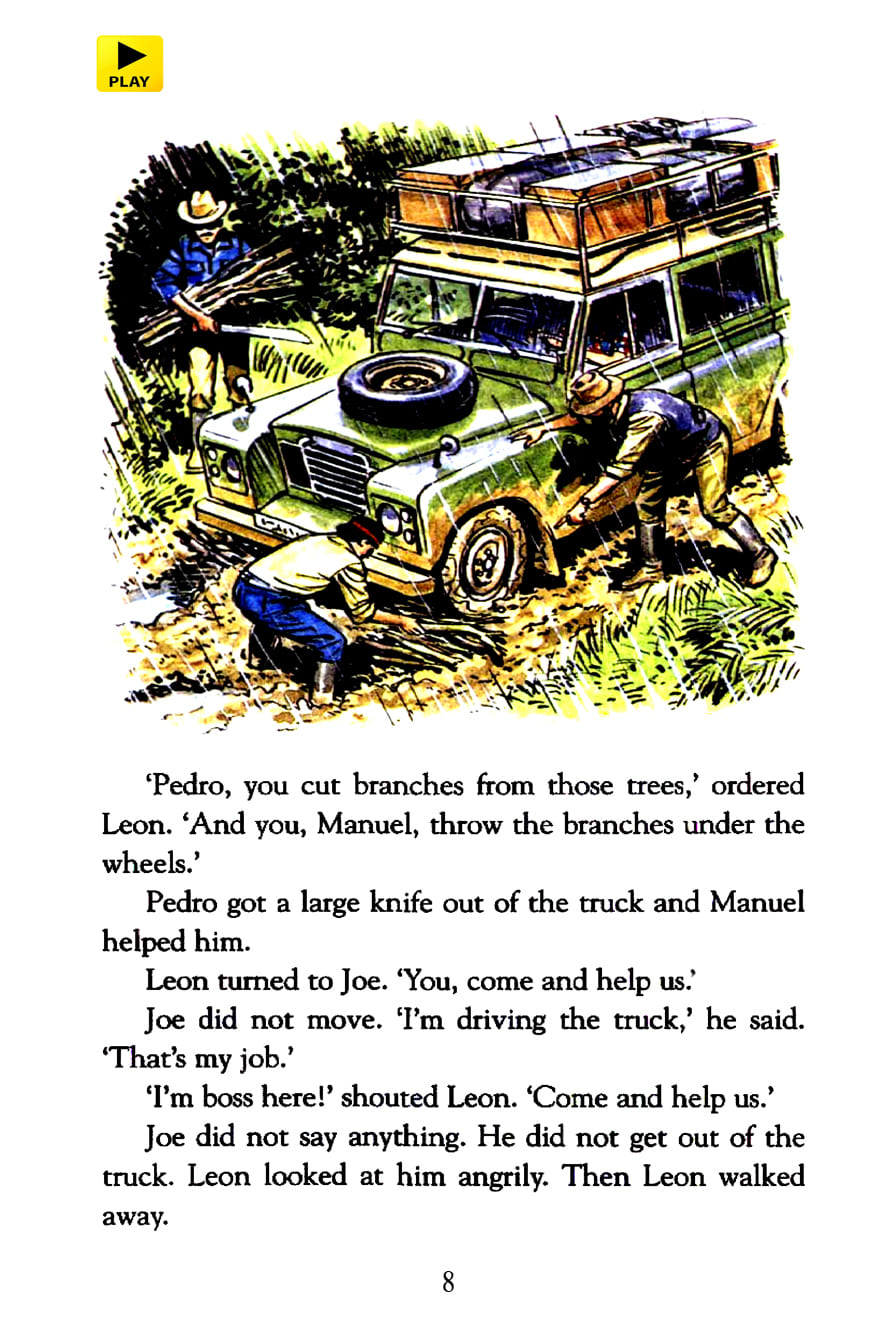 PLAY
‘Pedro, you cut branches from those trees,’ ordered
Leon. ‘And you, Manuel, throw the branches under the
wheels.’
Pedro got a large knife out of the truck and Manuel
helped him.
Leon turned to Joe. ‘You, come and help us.’
Joe did not move. ‘I’m driving the truck,’ he said.
‘That’s my job.’
‘I’m boss here!’ shouted Leon. ‘Come and help us.’
Joe did not say anything. He did not get out of the
truck. Leon looked at him angrily. Then Leon walked
away.
8